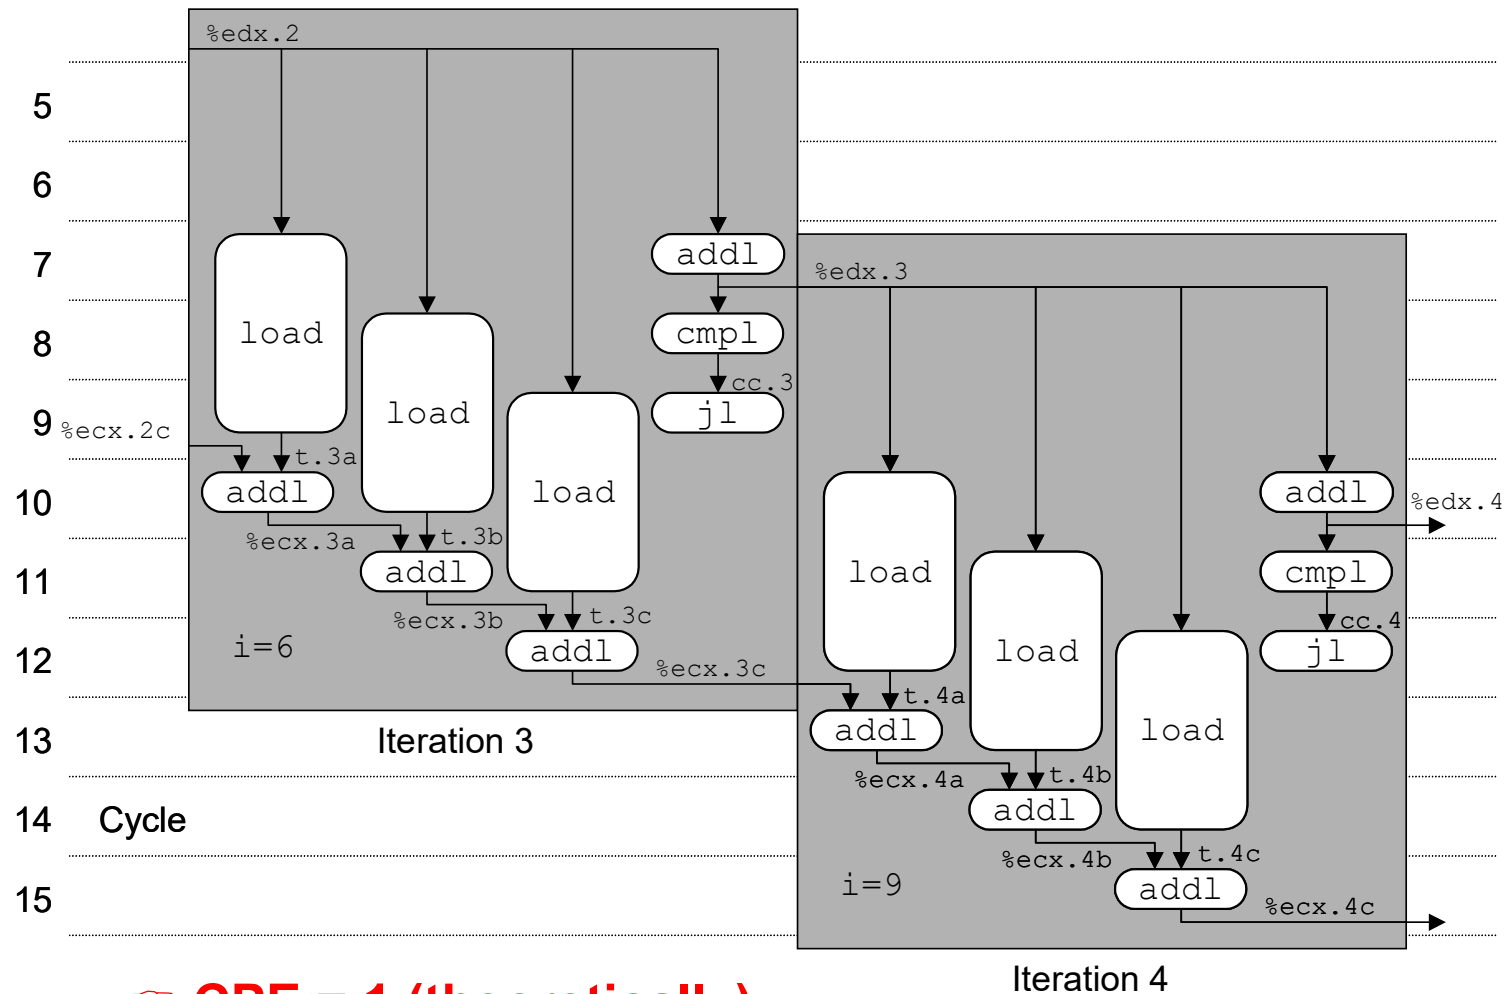 %edx.2
5
6
7
addl
%edx.3
8
load
cmpl
load
cc.3
9
%ecx.2c
jl
t.3a
10
addl
load
addl
%edx.4
%ecx.3a
t.3b
11
addl
load
cmpl
%ecx.3b
t.3c
cc.4
12
i=6
addl
load
jl
%ecx.3c
t.4a
13
Iteration 3
addl
load
%ecx.4a
t.4b
14
Cycle
addl
%ecx.4b
t.4c
15
i=9
addl
%ecx.4c
Iteration 4
CPE = 1